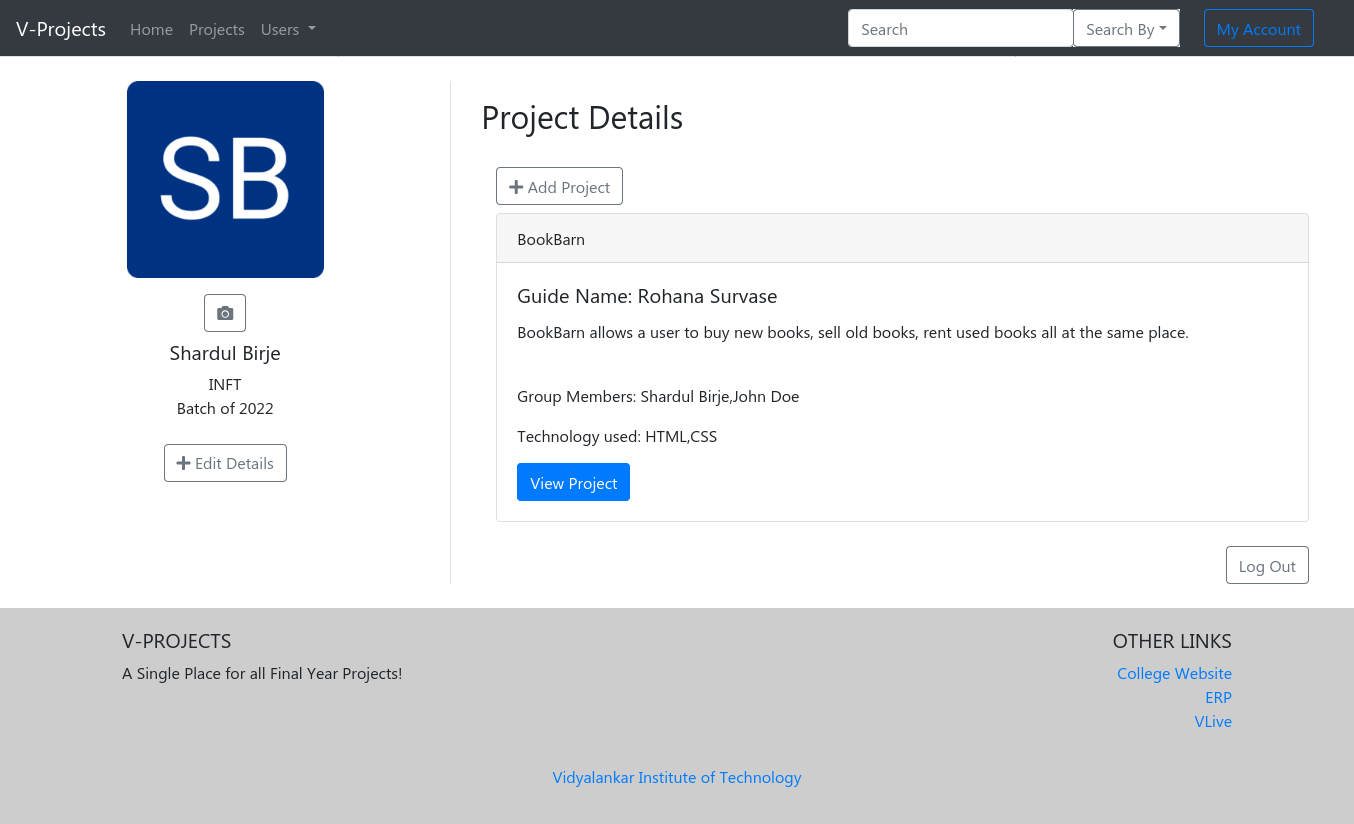 V-Projects Home Projects Users Search Search By My Account
SB
Shardul Birje
INFT
Batch of 2022
Edit Details
Project Details
Add Project
BookBarn
Guide Name: Rohana Survase
BookBarn allows a user to buy new books, sell old books, rent used books all at the same place.
Group Members: Shardul Birje,John Doe
Technology used: HTML,CSS
View Project
Log Out
V-PROJECTS
A Single Place for all Final Year Projects!
OTHER LINKS
College Website
ERP
VLive
Vidyalankar Institute of Technology